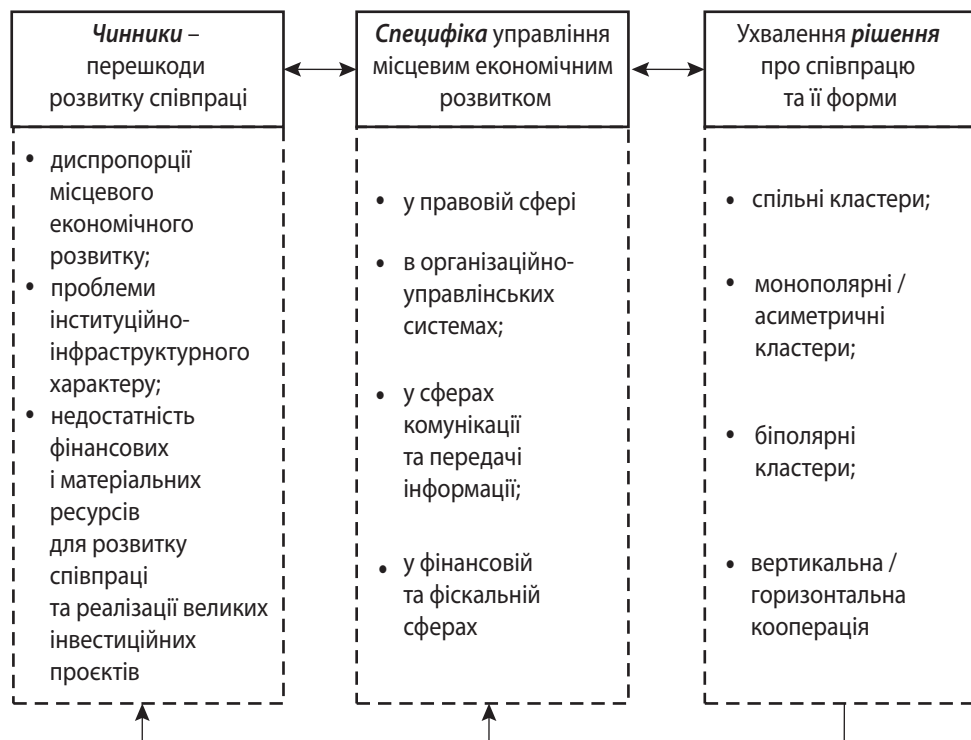 Чинники –
перешкоди
розвитку співпраці
• диспропорції
місцевого
економічного
розвитку;
• проблеми
інституційно-
інфраструктурного
характеру;
• недостатність
фінансових
і матеріальних
ресурсів
для розвитку
співпраці
та реалізації великих
інвестиційних
проєктів
Специфіка управління
місцевим економічним
розвитком
• у правовій сфері
• в організаційно-
управлінських
системах;
• у сферах
комунікації
та передачі
інформації;
• у фінансовій
та фіскальній
сферах
Ухвалення рішення
про співпрацю
та її форми
• спільні кластери;
• монополярні /
асиметричні
кластери;
• біполярні
кластери;
• вертикальна /
горизонтальна
кооперація